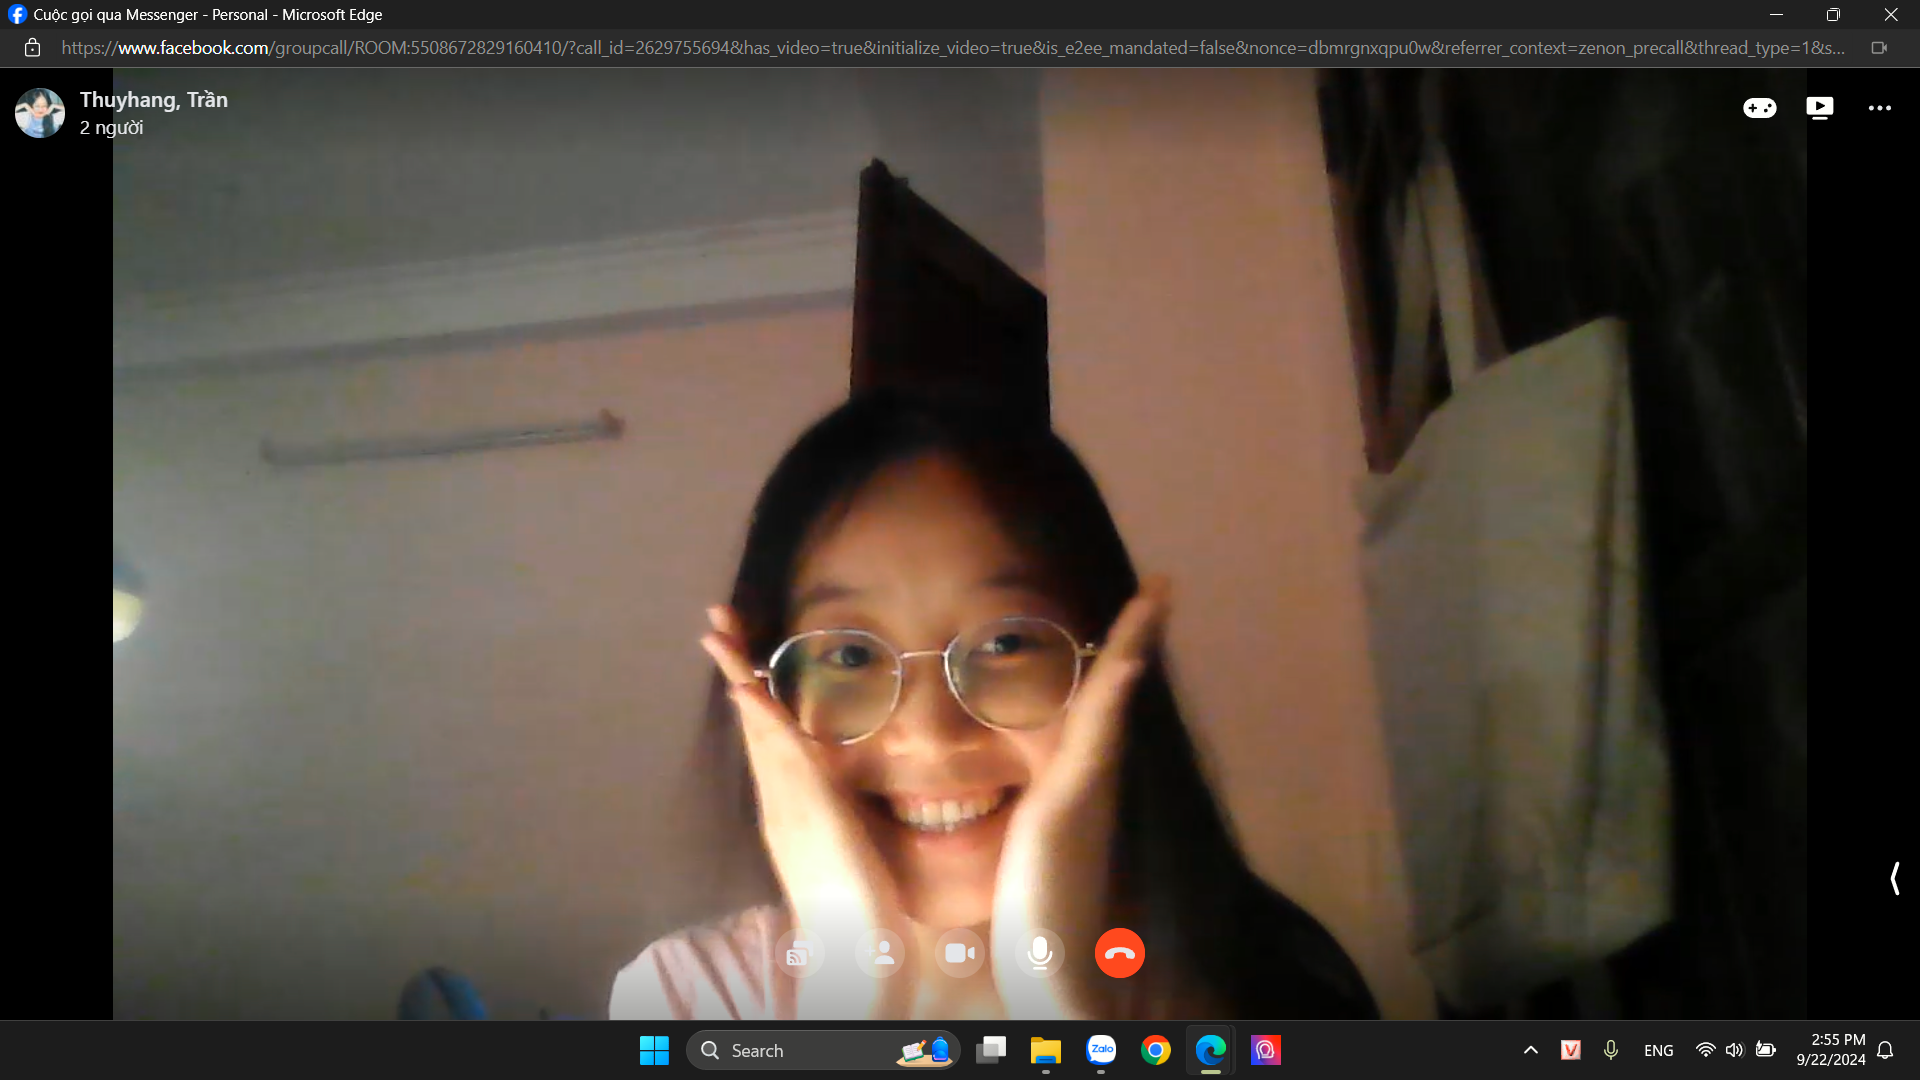 Cuộc gọi qua Messenger - Personal - Microsoft Edge
https://www.facebook.com/groupcall/ROOM:5508672829160410/?call_id=2629755694&has_video=true&initialize_video=true&is_e2ee_mandated=false&nonce=dbmrgnxqpu0w&referrer_context=zenon_precall&thread_type=1&s...
Thuyhang, Trần
2 người
Search
Zalo
V
ENG
2:55 PM
9/22/2024